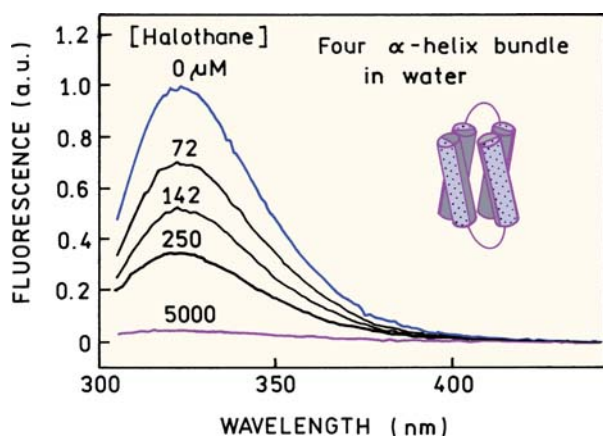 [Halothane]
0 μM
Four α-helix bundle
in water
72
142
250
5000
1.2
1.0
0.8
0.6
0.4
0.2
0
FLUORESCENCE (a.u.)
300
350
400
WAVELENGTH (nm)